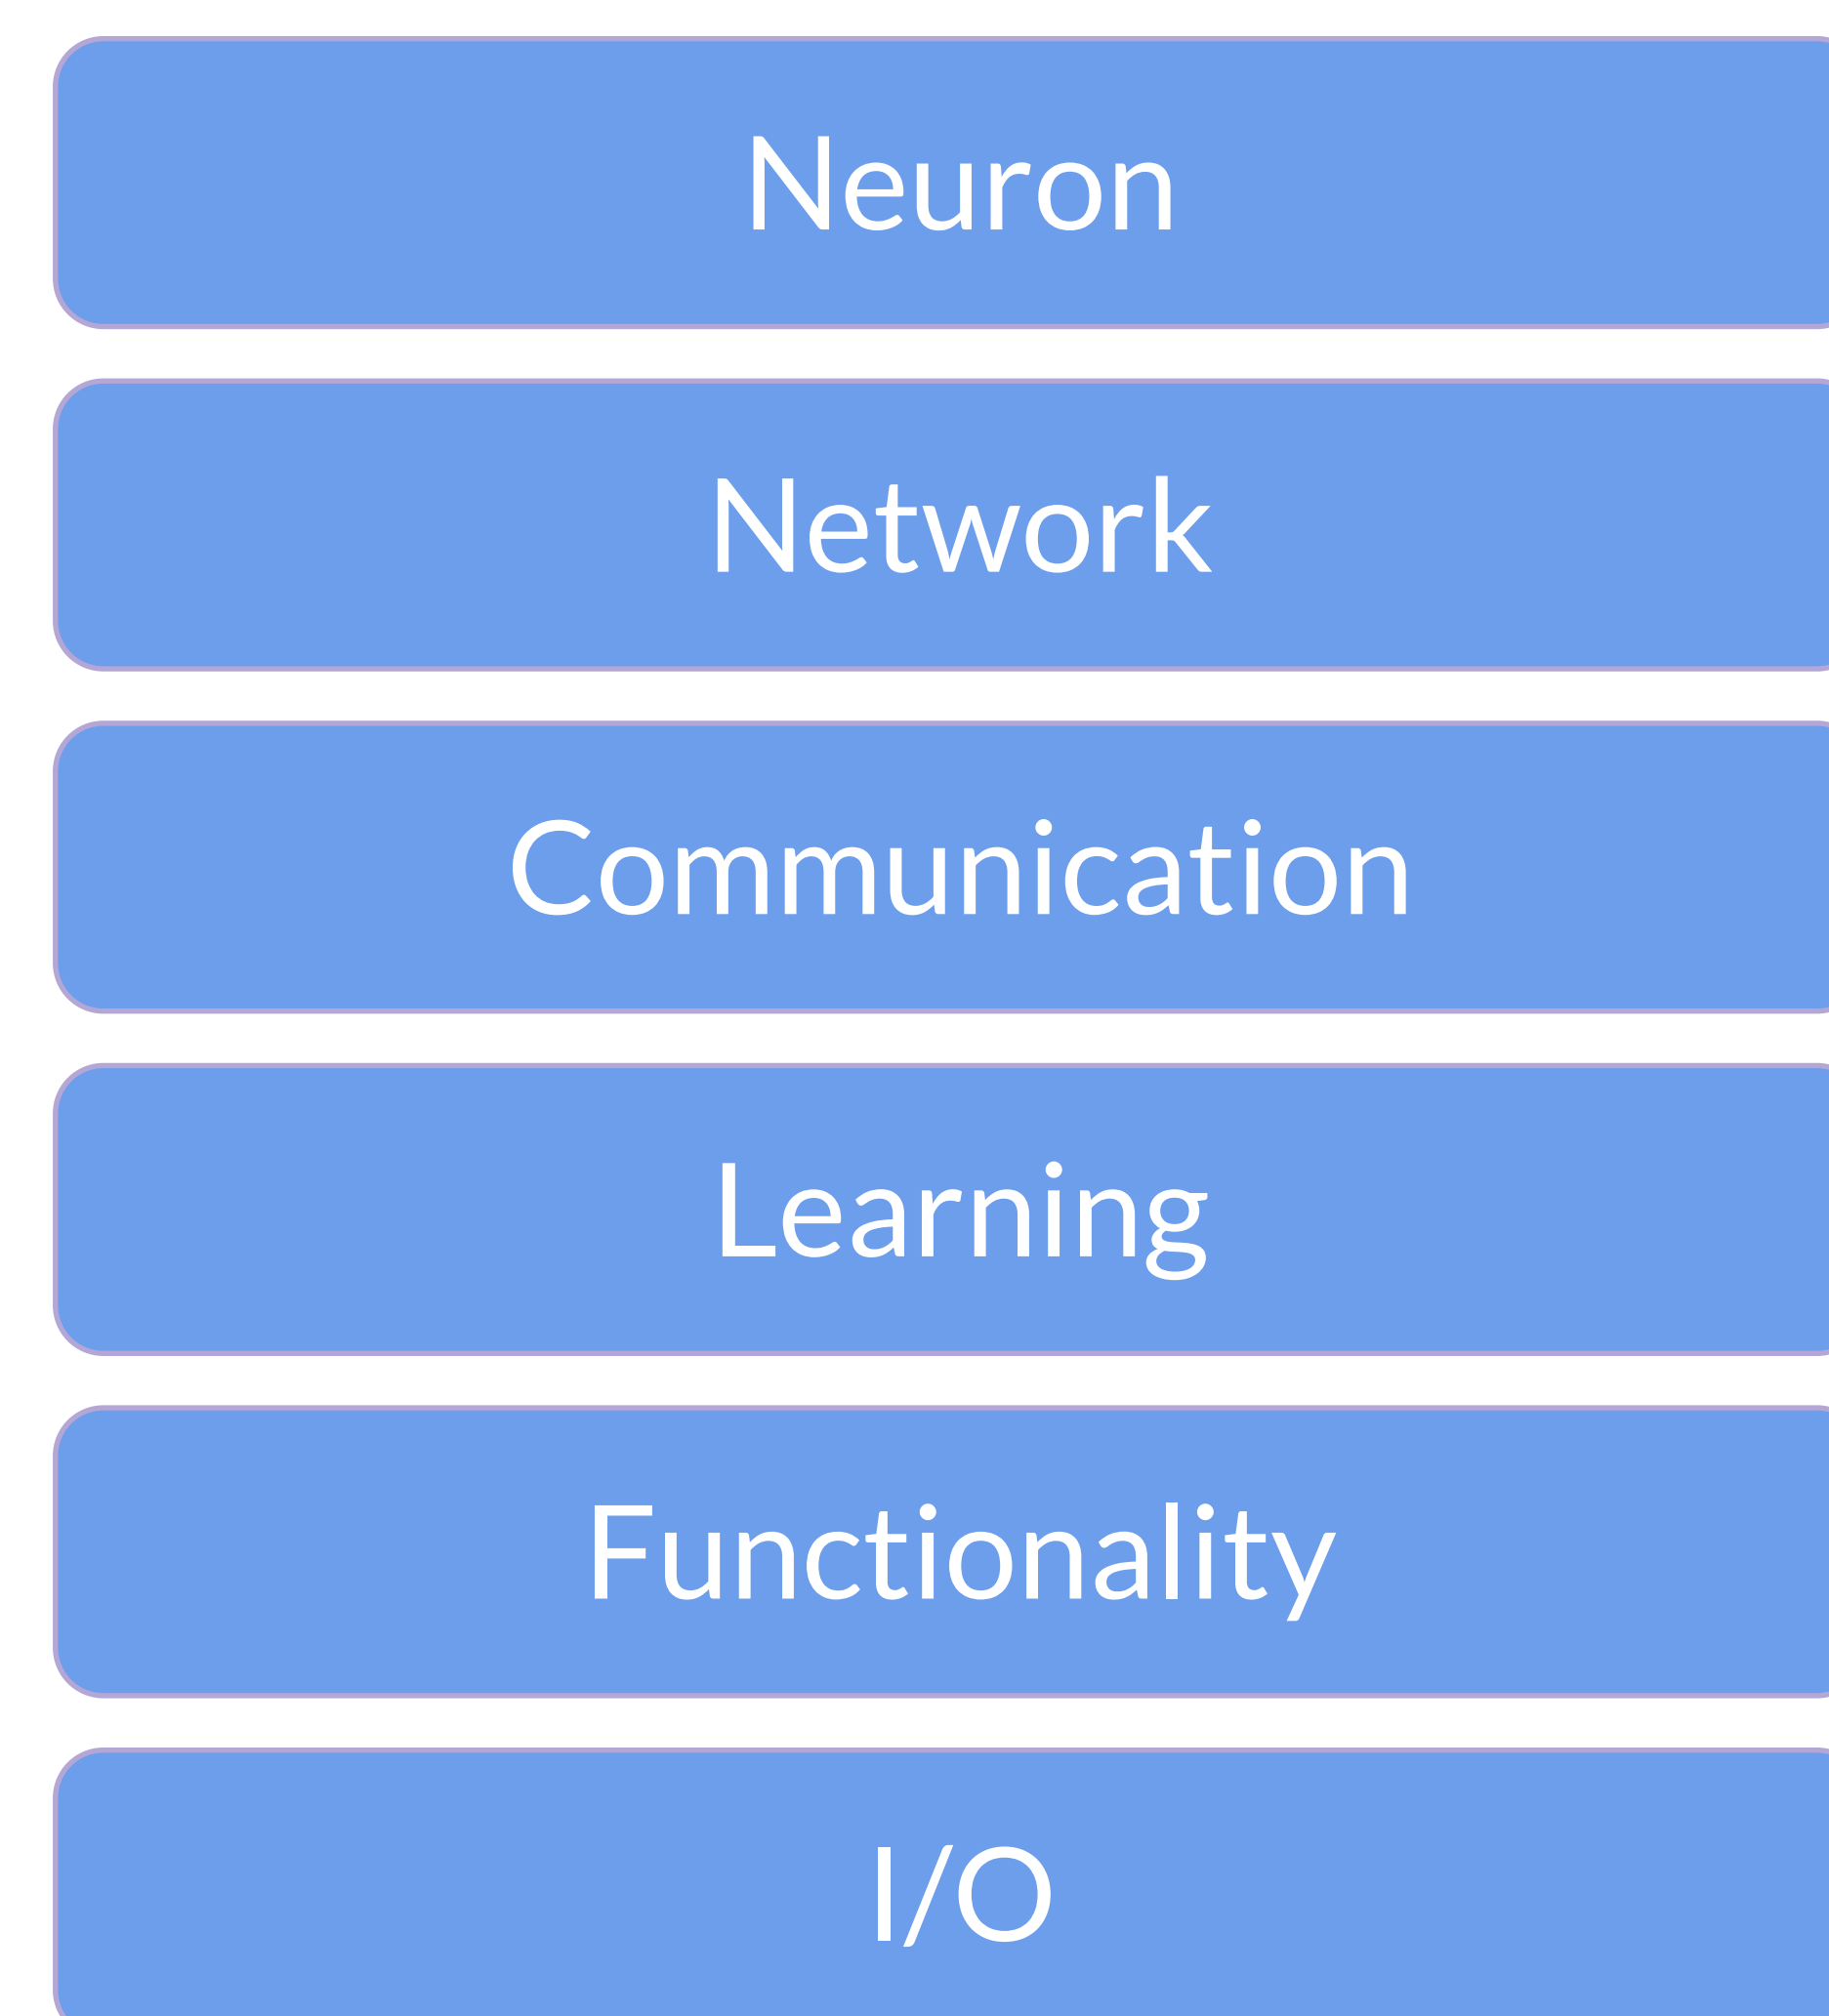 Neuron
Network
Communication
Learning
Functionality
I/O